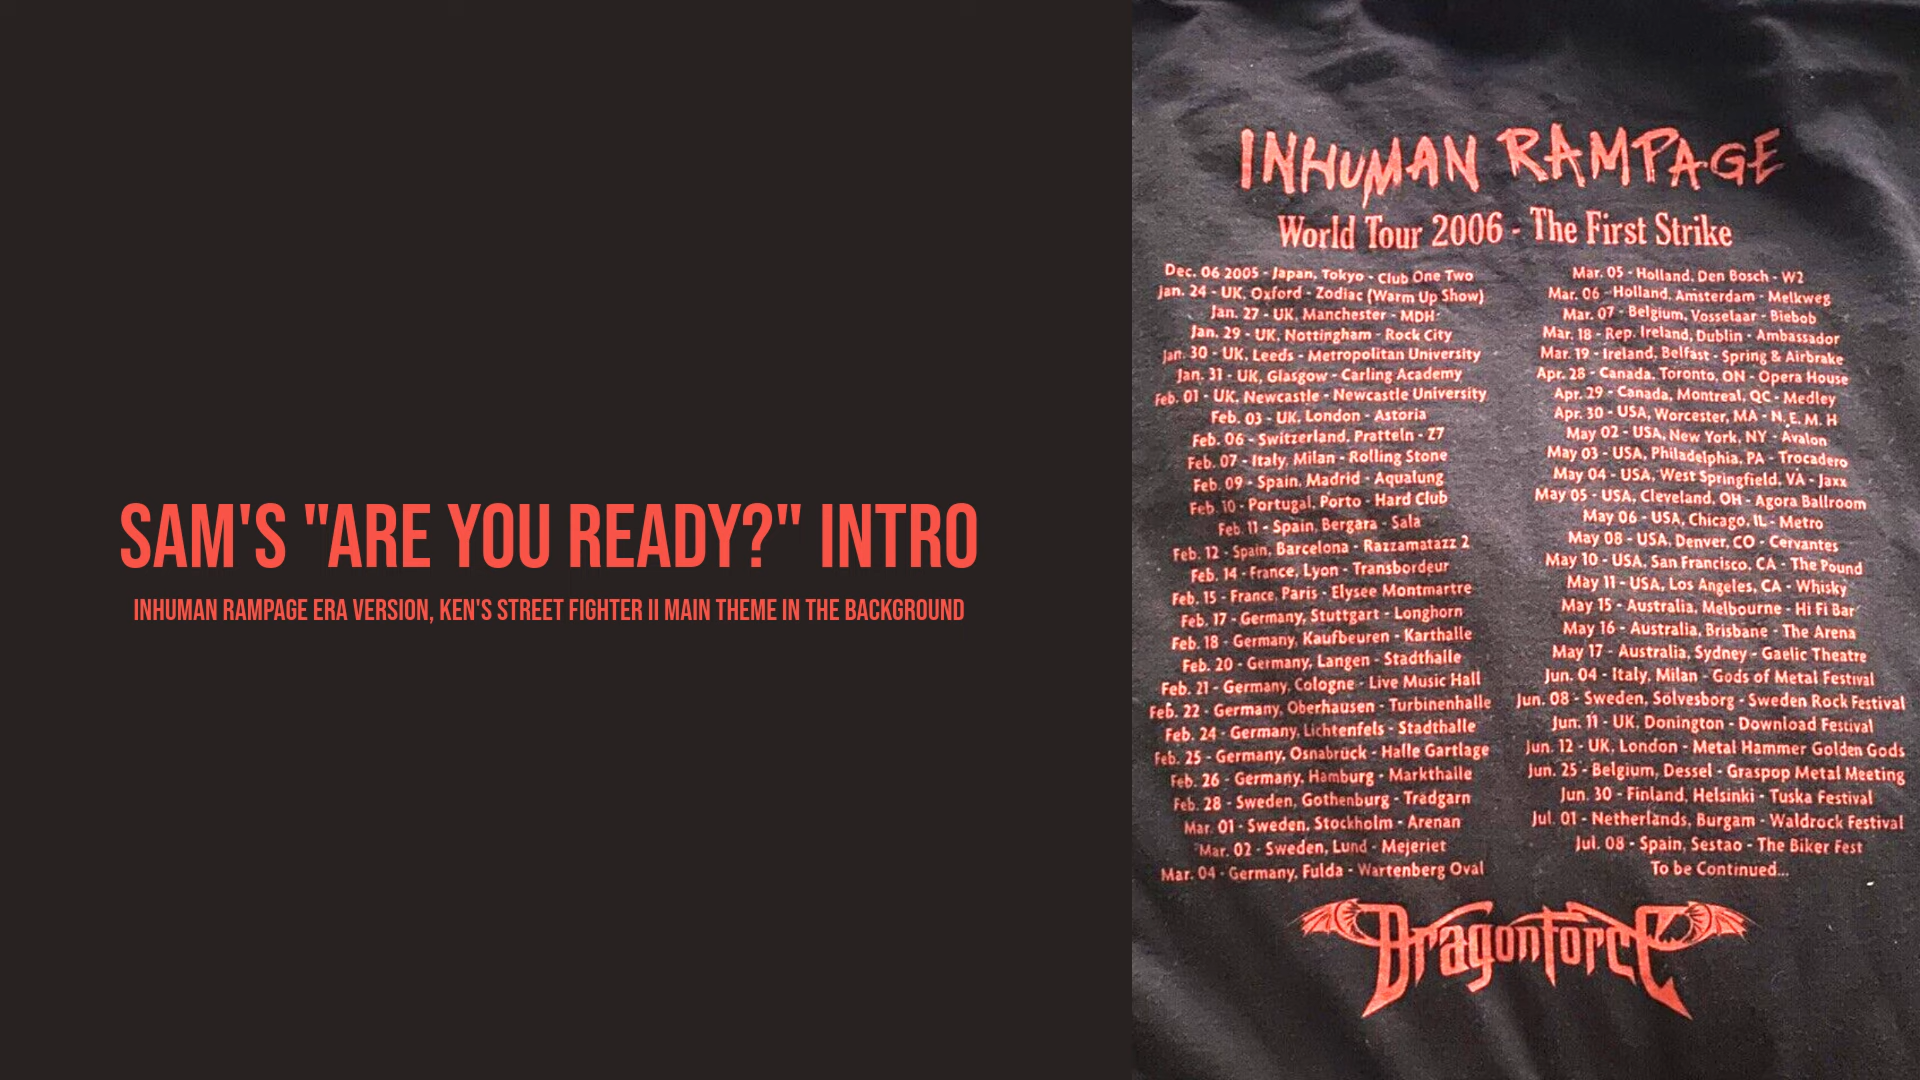 SAM'S "ARE YOU READY?" INTRO
INHUMAN RAMPAGE ERA VERSION, KEN'S STREET FIGHTER II MAIN THEME IN THE BACKGROUND
INHUMAN RAMPAGE
World Tour 2006 - The First Strike
Dec. 06 2005 - Japan, Tokyo - Club One Two
Jan. 24 - UK, Oxford - Zodiac (Warm Up Show)
Jan. 27 - UK, Manchester - MDH
Jan. 29 - UK, Nottingham - Rock City
Jan. 30 - UK, Leeds - Metropolitan University
Jan. 31 - UK, Glasgow - Carling Academy
Feb. 01 - UK, Newcastle - Newcastle University
Feb. 03 - UK, London - Astoria
Feb. 06 - Switzerland, Pratteln - Z7
Feb. 07 - Italy, Milan - Rolling Stone
Feb. 09 - Spain, Madrid - Aqualung
Feb. 10 - Portugal, Porto - Hard Club
Feb. 11 - Spain, Bergara - Sala
Feb. 12 - Spain, Barcelona - Razzamatazz 2
Feb. 14 - France, Lyon - Transbordeur
Feb. 15 - France, Paris - Elysee Montmartre
Feb. 17 - Germany, Stuttgart - Longhorn
Feb. 18 - Germany, Kaufbeuren - Karthalle
Feb. 20 - Germany, Langen - Stadthalle
Feb. 21 - Germany, Cologne - Live Music Hall
Feb. 22 - Germany, Oberhausen - Turbinenhalle
Feb. 24 - Germany, Lichtenfels - Stadthalle
Feb. 25 - Germany, Osnabrück - Halle Gartlage
Feb. 26 - Germany, Hamburg - Markthalle
Feb. 28 - Sweden, Gothenburg - Tradgarn
Mar. 01 - Sweden, Stockholm - Arenan
Mar. 02 - Sweden, Lund - Mejeriet
Mar. 04 - Germany, Fulda - Wartenberg Oval
Mar. 05 - Holland, Den Bosch - W2
Mar. 06 - Holland, Amsterdam - Melkweg
Mar. 07 - Belgium, Vosselaar - Biebob
Mar. 18 - Rep. Ireland, Dublin - Ambassador
Mar. 19 - Ireland, Belfast - Spring & Airbrake
Apr. 28 - Canada, Toronto, ON - Opera House
Apr. 29 - Canada, Montreal, QC - Medley
Apr. 30 - USA, Worcester, MA - N.E.M.H
May 02 - USA, New York, NY - Avalon
May 03 - USA, Philadelphia, PA - Trocadero
May 04 - USA, West Springfield, VA - Jaxx
May 05 - USA, Cleveland, OH - Agora Ballroom
May 06 - USA, Chicago, IL - Metro
May 08 - USA, Denver, CO - Cervantes
May 10 - USA, San Francisco, CA - The Pound
May 11 - USA, Los Angeles, CA - Whisky
May 15 - Australia, Melbourne - Hi Fi Bar
May 16 - Australia, Brisbane - The Arena
May 17 - Australia, Sydney - Gaelic Theatre
Jun. 04 - Italy, Milan - Gods of Metal Festival
Jun. 08 - Sweden, Sölvesborg - Sweden Rock Festival
Jun. 11 - UK, Donington - Download Festival
Jun. 12 - UK, London - Metal Hammer Golden Gods
Jun. 25 - Belgium, Dessel - Graspop Metal Meeting
Jun. 30 - Finland, Helsinki - Tuska Festival
Jul. 01 - Netherlands, Burgam - Waldrock Festival
Jul. 08 - Spain, Sestao - The Biker Fest
To be Continued...
Dragonforce